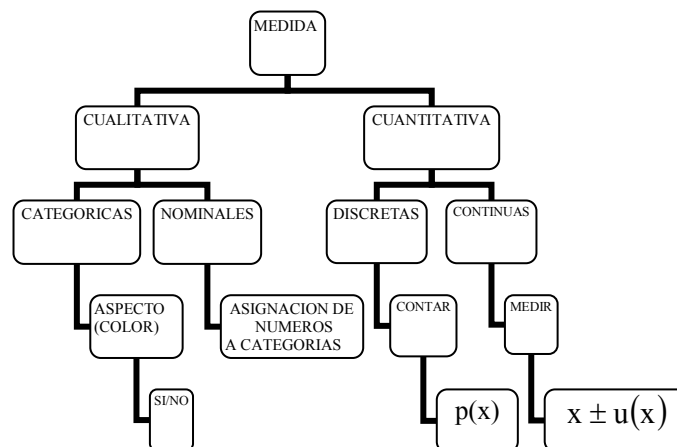 MEDIDA
CUALITATIVA
CUANTITATIVA
CATEGORICAS
NOMINALES
DISCRETAS
CONTINUAS
ASPECTO
(COLOR)
ASIGNACION DE
NUMEROS
A CATEGORIAS
CONTAR
MEDIR
SI/NO
p(x)
x ± u(x)